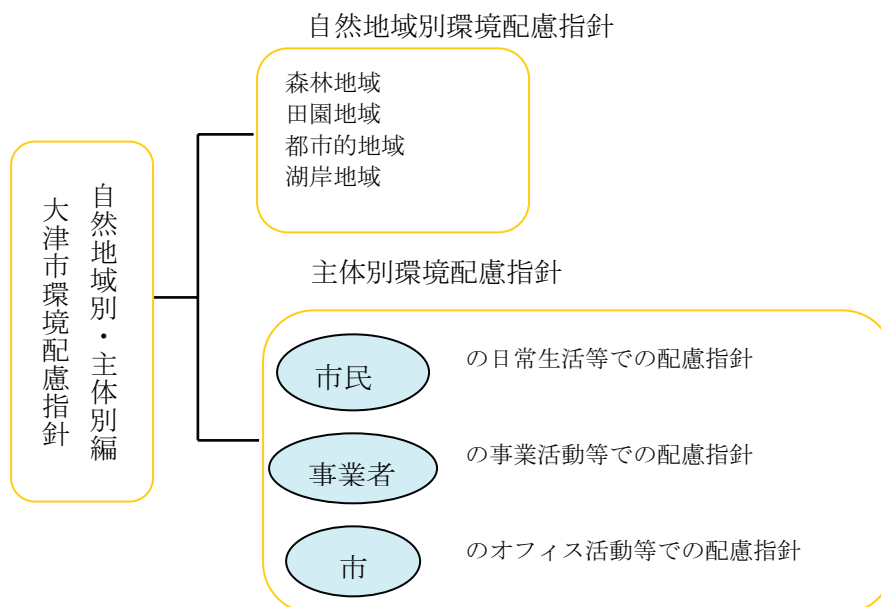 自然地域別環境配慮指針
森林地域
田園地域
都市的地域
湖岸地域
自然地域別・主体別編
大津市環境配慮指針
主体別環境配慮指針
市民 の日常生活等での配慮指針
事業者 の事業活動等での配慮指針
市 のオフィス活動等での配慮指針